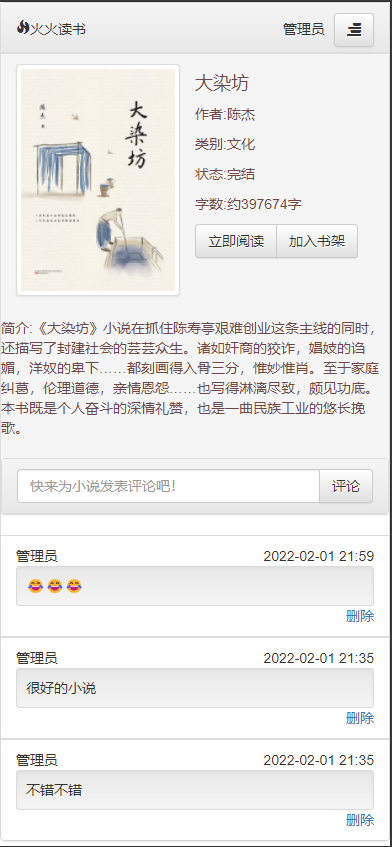 火火读书
管理员
大染坊
陈杰
著
大染坊
作者:陈杰
类别:文化
状态:完结
字数:约397674字
立即阅读
加入书架
简介:《大染坊》小说在抓住陈寿亭艰难创业这条主线的同时，
还描写了封建社会的芸芸众生。诸如奸商的狡诈，娼妓的诌
媚，洋奴的卑下……都刻画得入骨三分，惟妙惟肖。至于家庭
纠葛，伦理道德，亲情恩怨……也写得淋漓尽致，颇见功底。
本书既是个人奋斗的深情礼赞，也是一曲民族工业的悠长挽
歌。
快来为小说发表评论吧！
评论
管理员 2022-02-01 21:59
😂😂😂
删除
管理员 2022-02-01 21:35
很好的小说
删除
管理员 2022-02-01 21:35
不错不错
删除